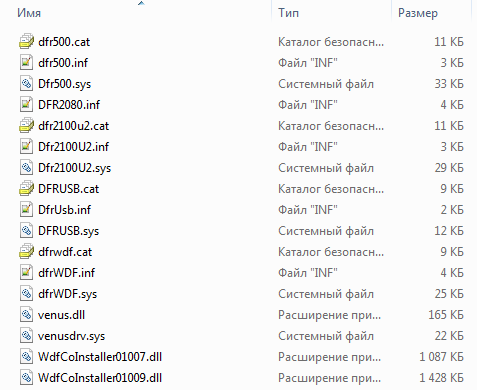 Имя Тип Размер
dfr500.cat Каталог безопасн... 11 КБ
dfr500.inf Файл "INF" 3 КБ
Dfr500.sys Системный файл 33 КБ
DFR2080.inf Файл "INF" 4 КБ
dfr2100u2.cat Каталог безопасн... 11 КБ
Dfr2100U2.inf Файл "INF" 3 КБ
Dfr2100U2.sys Системный файл 29 КБ
DFRUSB.cat Каталог безопасн... 9 КБ
DfrUsb.inf Файл "INF" 2 КБ
DFRUSB.sys Системный файл 12 КБ
dfrwdf.cat Каталог безопасн... 9 КБ
dfrWDF.inf Файл "INF" 4 КБ
dfrWDF.sys Системный файл 25 КБ
venus.dll Расширение при... 165 КБ
venusdrv.sys Системный файл 22 КБ
WdfCoInstaller01007.dll Расширение при... 1 087 КБ
WdfCoInstaller01009.dll Расширение при... 1 428 КБ